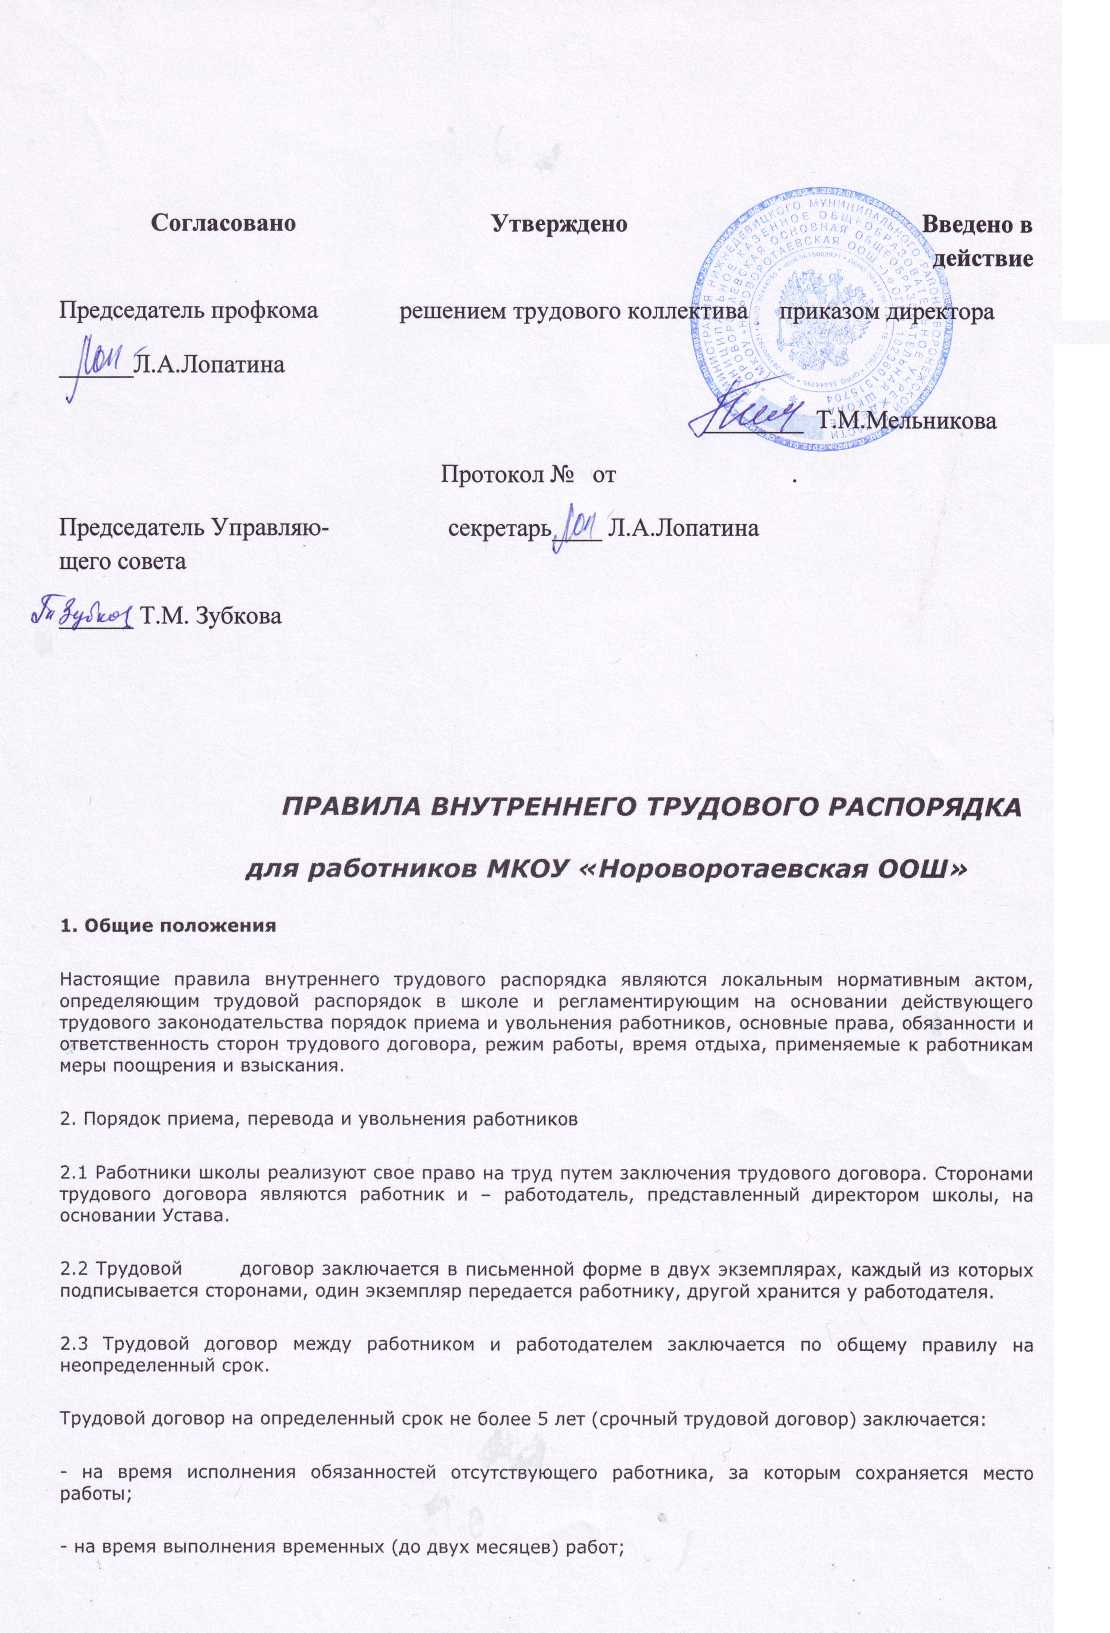 Согласовано Утверждено Введено в
действие
Председатель профкома решением трудового коллектива приказом директора
______Л.А.Лопатина
________ Т.М.Мельникова
Протокол № от .
Председатель Управляю- секретарь____ Л.А.Лопатина
щего совета
______ Т.М. Зубкова
ПРАВИЛА ВНУТРЕННЕГО ТРУДОВОГО РАСПОРЯДКА
для работников МКОУ «Нороворотаевская ООШ»
1. Общие положения
Настоящие правила внутреннего трудового распорядка являются локальным нормативным актом,
определяющим трудовой распорядок в школе и регламентирующим на основании действующего
трудового законодательства порядок приема и увольнения работников, основные права, обязанности и
ответственность сторон трудового договора, режим работы, время отдыха, применяемые к работникам
меры поощрения и взыскания.
2. Порядок приема, перевода и увольнения работников
2.1 Работники школы реализуют свое право на труд путем заключения трудового договора. Сторонами
трудового договора являются работник и – работодатель, представленный директором школы, на
основании Устава.
2.2 Трудовой договор заключается в письменной форме в двух экземплярах, каждый из которых
подписывается сторонами, один экземпляр передается работнику, другой хранится у работодателя.
2.3 Трудовой договор между работником и работодателем заключается по общему правилу на
неопределенный срок.
Трудовой договор на определенный срок не более 5 лет (срочный трудовой договор) заключается:
- на время исполнения обязанностей отсутствующего работника, за которым сохраняется место
работы;
- на время выполнения временных (до двух месяцев) работ;